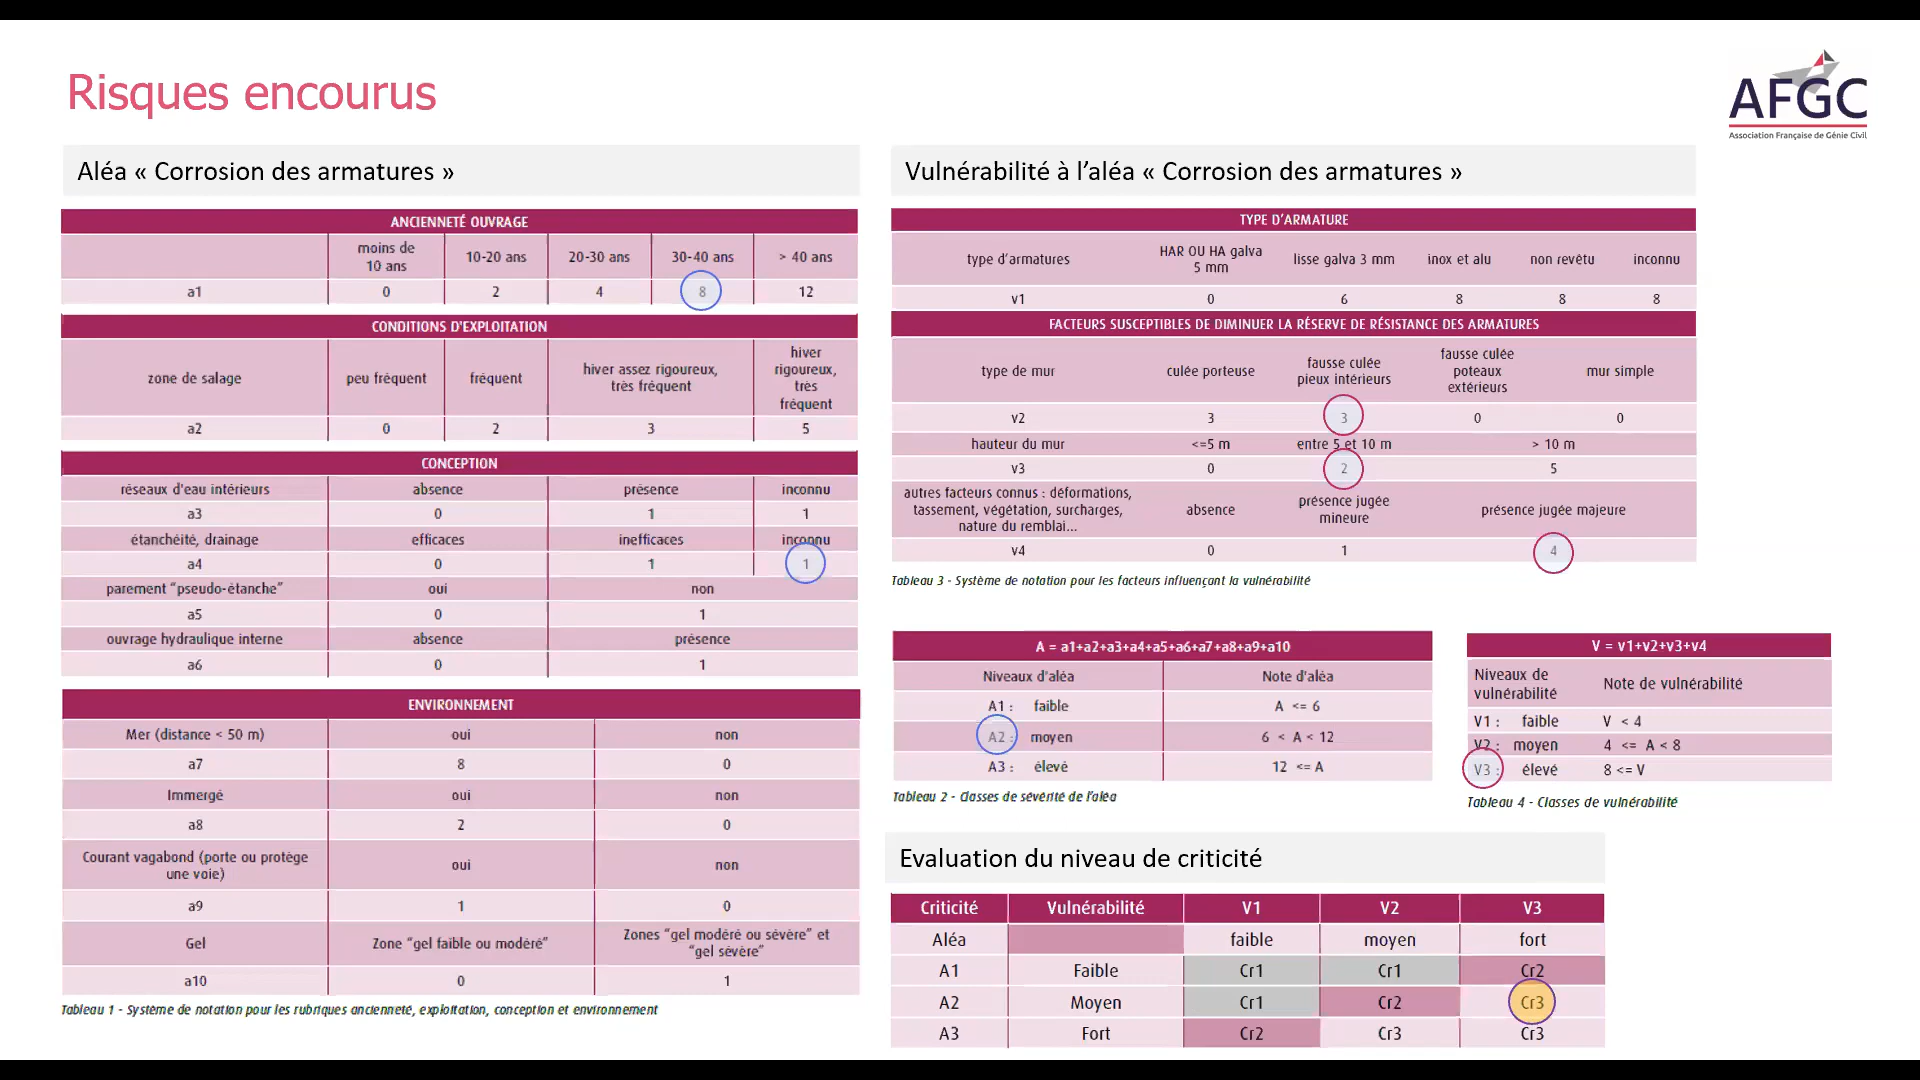 Risques encourus
AFGC
Association Française de Génie Civil
Aléa « Corrosion des armatures »
ANCIENNETÉ OUVRAGE
moins de 10 ans 10-20 ans 20-30 ans 30-40 ans > 40 ans
a1 0 2 4 8 12
CONDITIONS D'EXPLOITATION
zone de salage peu fréquent fréquent hiver assez rigoureux, très fréquent hiver rigoureux, très fréquent
a2 0 2 3 5
CONCEPTION
réseaux d'eau intérieurs absence présence inconnu
a3 0 1 1
étanchéité, drainage efficaces inefficaces inconnu
a4 0 1 1
parement “pseudo-étanche” oui non
a5 0 1
ouvrage hydraulique interne absence présence
a6 0 1
ENVIRONNEMENT
Mer (distance < 50 m) oui non
a7 8 0
Immergé oui non
a8 2 0
Courant vagabond (porte ou protège une voie) oui non
a9 1 0
Gel Zone “gel faible ou modéré” Zones “gel modéré ou sévère” et “gel sévère”
a10 0 1
Tableau 1 - Système de notation pour les rubriques ancienneté, exploitation, conception et environnement
Vulnérabilité à l’aléa « Corrosion des armatures »
TYPE D’ARMATURE
type d’armatures HAR OU HA galva 5 mm lisse galva 3 mm inox et alu non revêtu inconnu
v1 0 6 8 8 8
FACTEURS SUSCEPTIBLES DE DIMINUER LA RÉSERVE DE RÉSISTANCE DES ARMATURES
type de mur culée porteuse fausse culée pieux intérieurs fausse culée poteaux extérieurs mur simple
v2 3 3 0 0
hauteur du mur <=5 m entre 5 et 10 m > 10 m
v3 0 2 5
autres facteurs connus : déformations, tassement, végétation, surcharges, nature du remblai... absence présence jugée mineure présence jugée majeure
v4 0 1 4
Tableau 3 - Système de notation pour les facteurs influençant la vulnérabilité
A = a1+a2+a3+a4+a5+a6+a7+a8+a9+a10
Niveaux d'aléa Note d'aléa
A1 : faible A <= 6
A2 : moyen 6 < A < 12
A3 : élevé 12 <= A
Tableau 2 - Classes de sévérité de l'aléa
V = v1+v2+v3+v4
Niveaux de vulnérabilité Note de vulnérabilité
V1 : faible V < 4
V2 : moyen 4 <= A < 8
V3 : élevé 8 <= V
Tableau 4 - Classes de vulnérabilité
Evaluation du niveau de criticité
Criticité Vulnérabilité V1 V2 V3
Aléa faible moyen fort
A1 Faible Cr1 Cr1 Cr2
A2 Moyen Cr1 Cr2 Cr3
A3 Fort Cr2 Cr3 Cr3